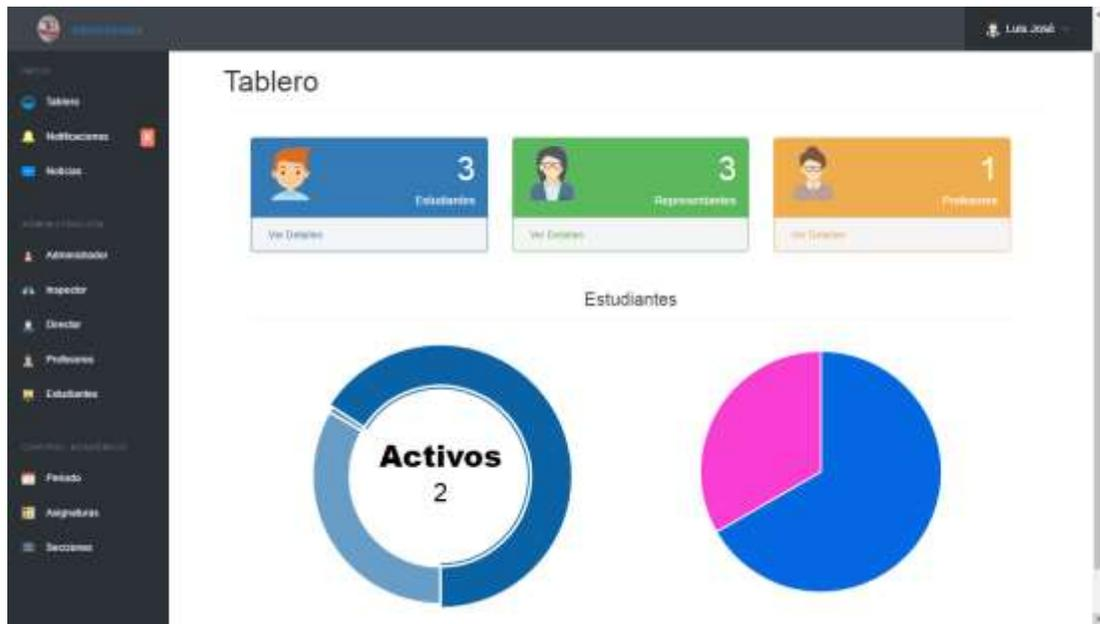 Luis José
Tablero
Tablero
Notificaciones
Noticias
3
Estudiantes
Ver Detalles
3
Representantes
Ver Detalles
1
Profesores
Ver Detalles
Administrador
Inspector
Director
Profesores
Estudiantes
Estudiantes
Activos
2
Periodo
Asignaturas
Secciones